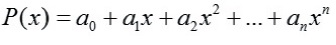 P(x) = a₀ + a₁x + a₂x² + ... + aₙxⁿ